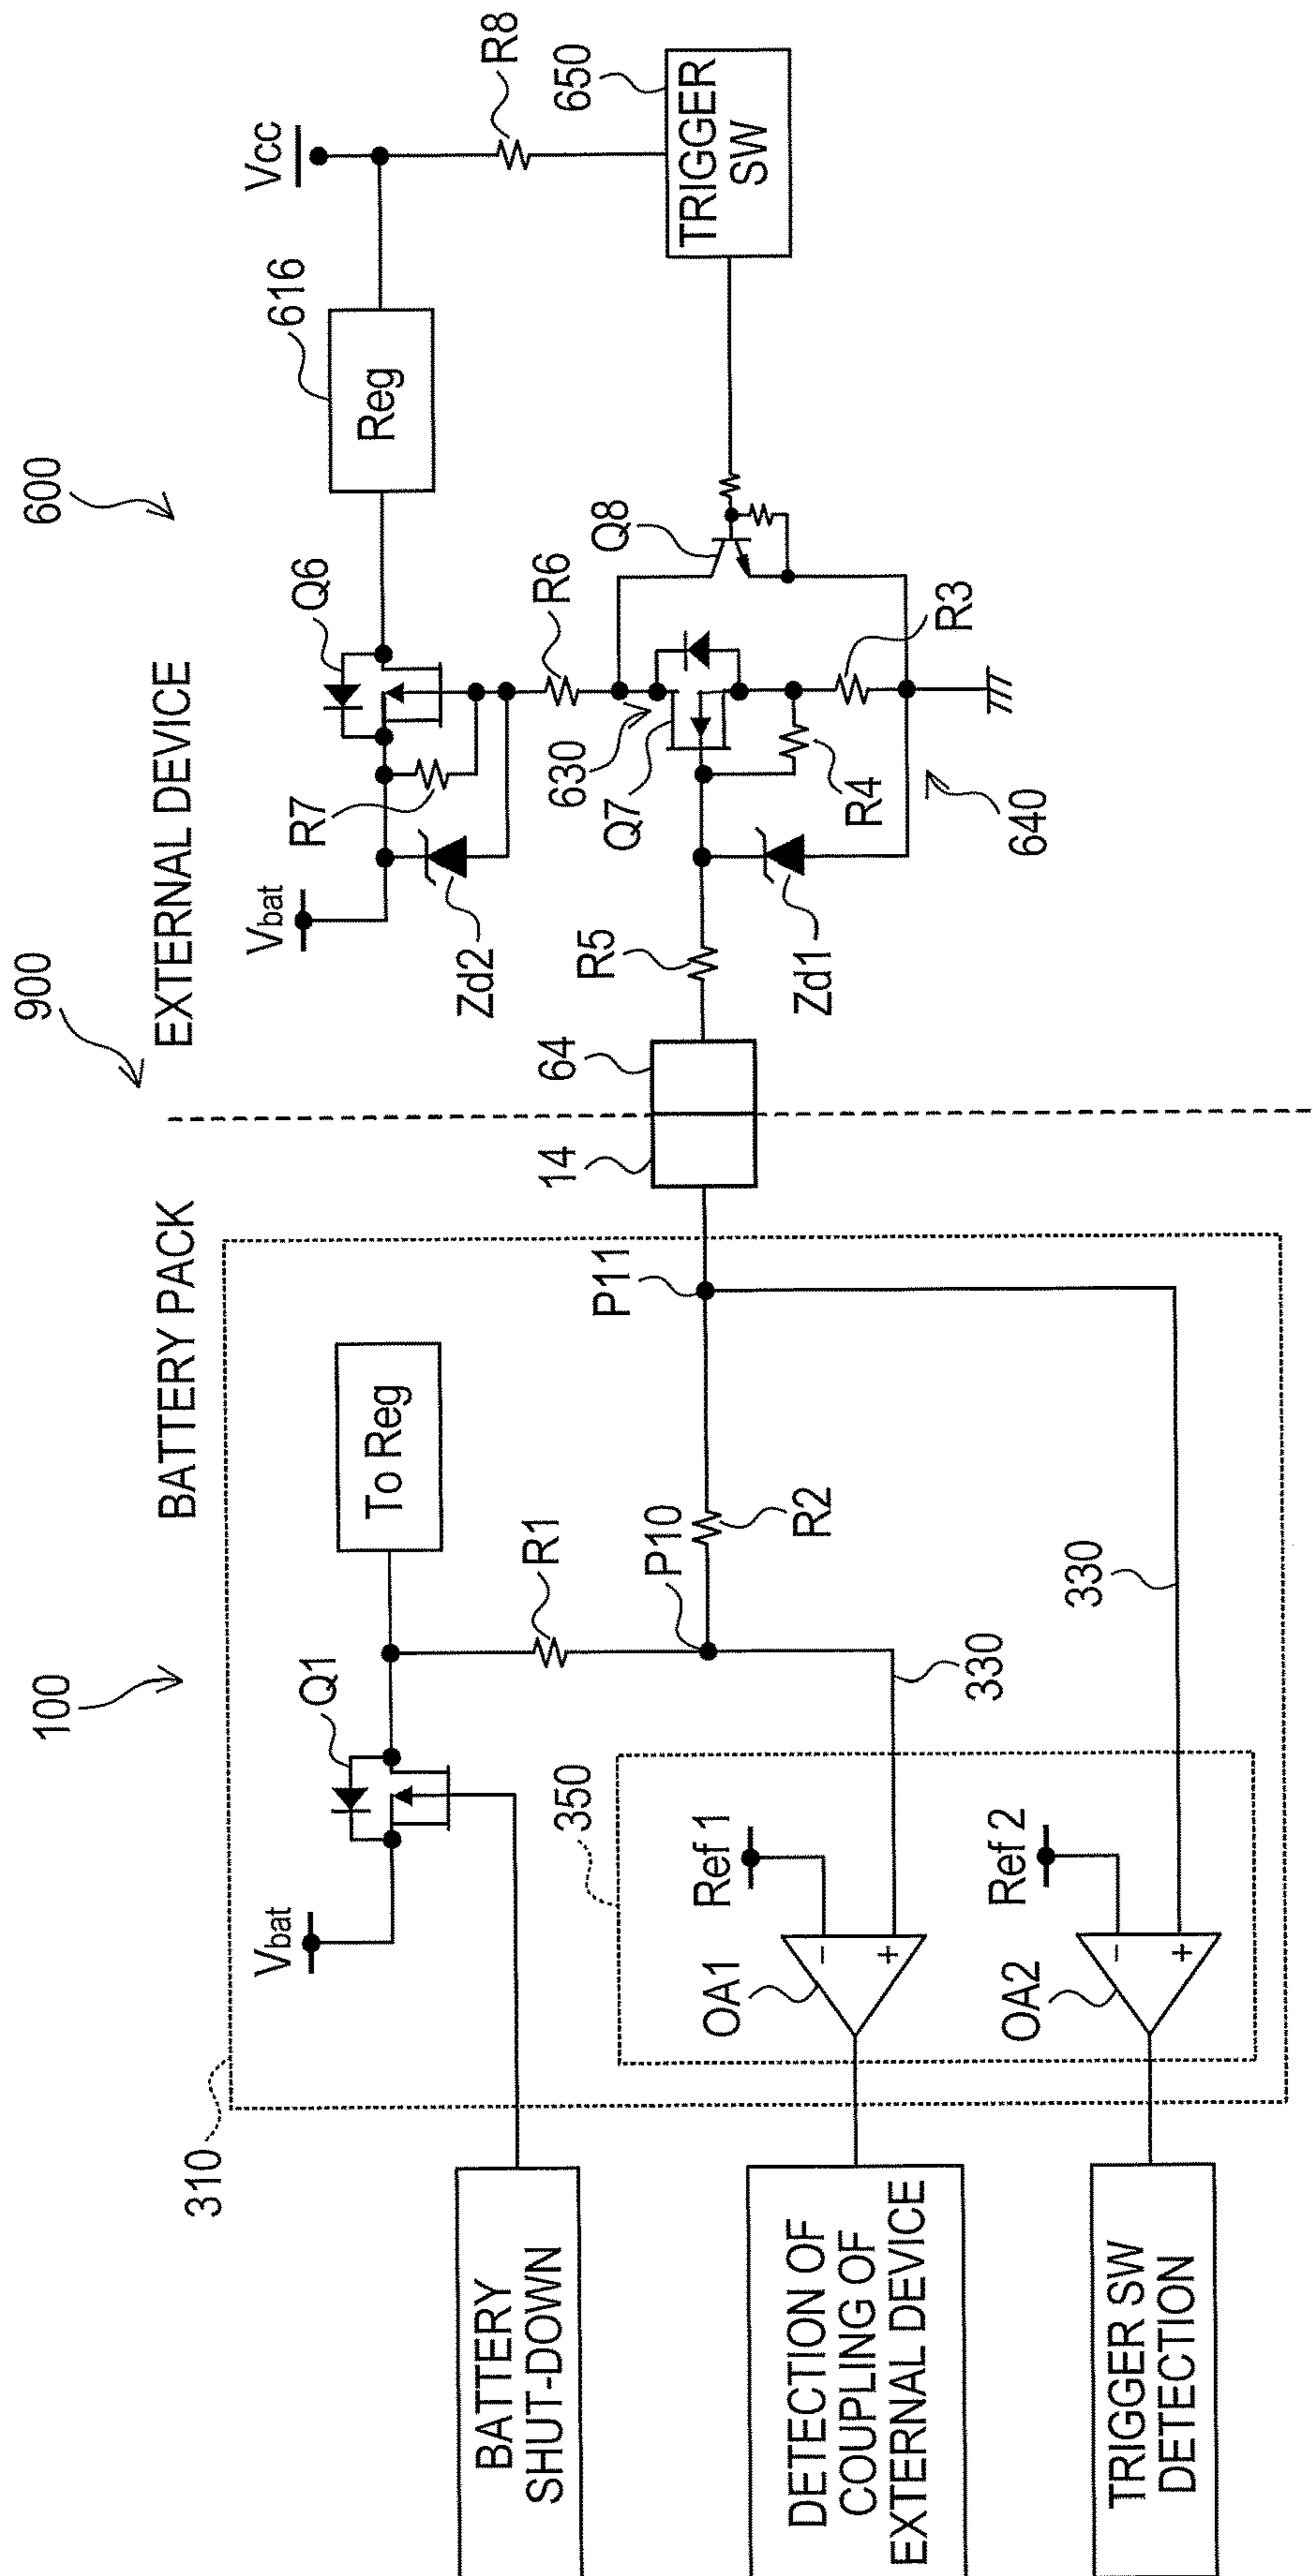 900
100
BATTERY PACK
EXTERNAL DEVICE
600
310
Vbat
Q1
To Reg
R1
P10
R2
P11
14
64
330
330
350
Ref 1
OA1
Ref 2
OA2
BATTERY
SHUT-DOWN
DETECTION OF
COUPLING OF
EXTERNAL DEVICE
TRIGGER SW
DETECTION
Vbat
Zd2
R7
Q6
616
Reg
Vcc
R8
650
TRIGGER
SW
R6
Q8
630
Q7
R5
Zd1
R4
R3
640
-
+
-
+